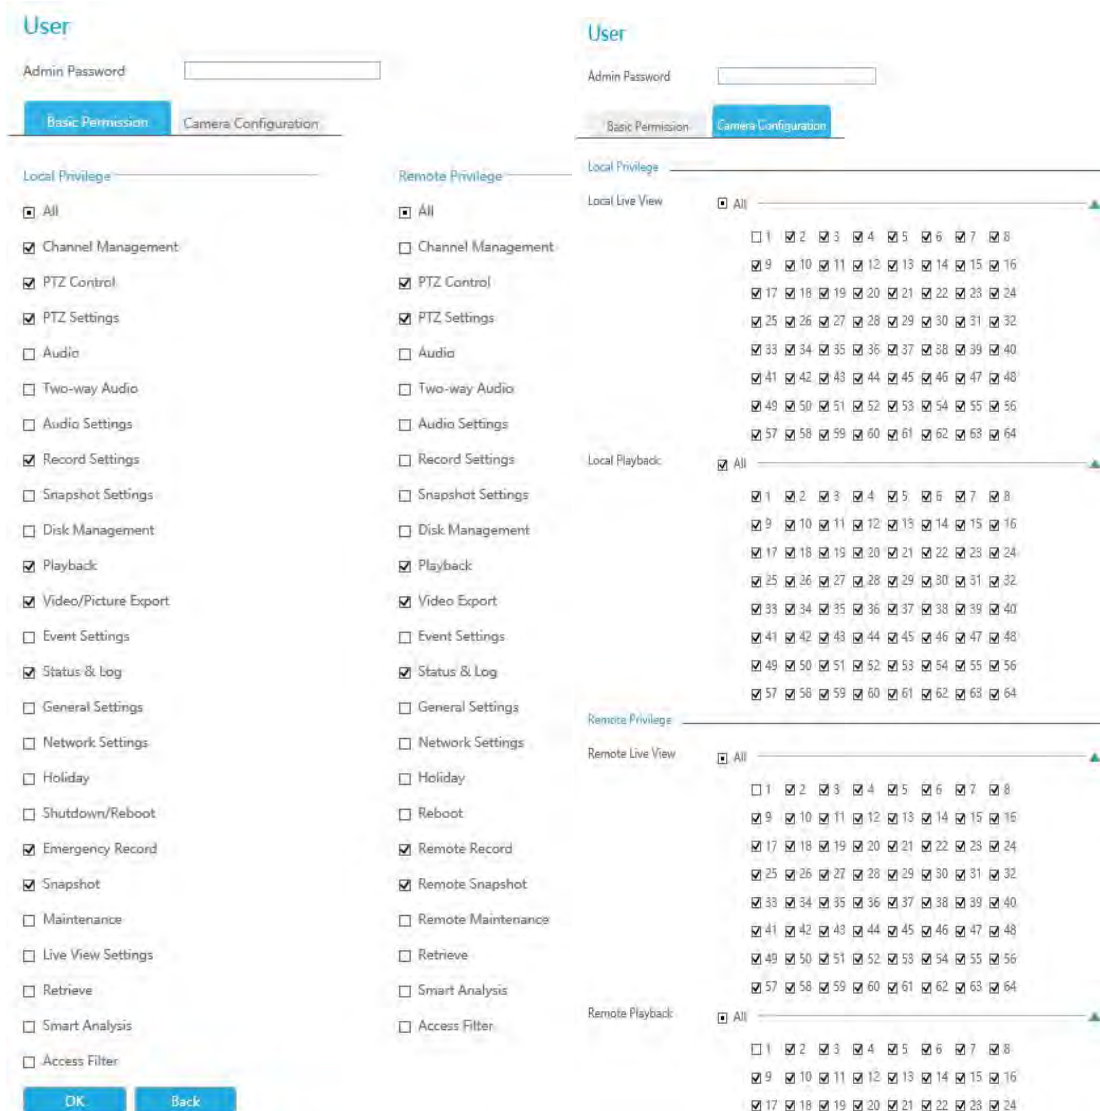 User
Admin Password
Basic Permission Camera Configuration
Local Privilege
All
Channel Management
PTZ Control
PTZ Settings
Audio
Two-way Audio
Audio Settings
Record Settings
Snapshot Settings
Disk Management
Playback
Video/Picture Export
Event Settings
Status & Log
General Settings
Network Settings
Holiday
Shutdown/Reboot
Emergency Record
Snapshot
Maintenance
Live View Settings
Retrieve
Smart Analysis
Access Filter
OK Back
Remote Privilege
All
Channel Management
PTZ Control
PTZ Settings
Audio
Two-way Audio
Audio Settings
Record Settings
Snapshot Settings
Disk Management
Playback
Video Export
Event Settings
Status & Log
General Settings
Network Settings
Holiday
Reboot
Remote Record
Remote Snapshot
Remote Maintenance
Retrieve
Smart Analysis
Access Filter
User
Admin Password
Basic Permission Camera Configuration
Local Privilege
Local Live View All
1 2 3 4 5 6 7 8
9 10 11 12 13 14 15 16
17 18 19 20 21 22 23 24
25 26 27 28 29 30 31 32
33 34 35 36 37 38 39 40
41 42 43 44 45 46 47 48
49 50 51 52 53 54 55 56
57 58 59 60 61 62 63 64
Local Playback All
1 2 3 4 5 6 7 8
9 10 11 12 13 14 15 16
17 18 19 20 21 22 23 24
25 26 27 28 29 30 31 32
33 34 35 36 37 38 39 40
41 42 43 44 45 46 47 48
49 50 51 52 53 54 55 56
57 58 59 60 61 62 63 64
Remote Privilege
Remote Live View All
1 2 3 4 5 6 7 8
9 10 11 12 13 14 15 16
17 18 19 20 21 22 23 24
25 26 27 28 29 30 31 32
33 34 35 36 37 38 39 40
41 42 43 44 45 46 47 48
49 50 51 52 53 54 55 56
57 58 59 60 61 62 63 64
Remote Playback All
1 2 3 4 5 6 7 8
9 10 11 12 13 14 15 16
17 18 19 20 21 22 23 24